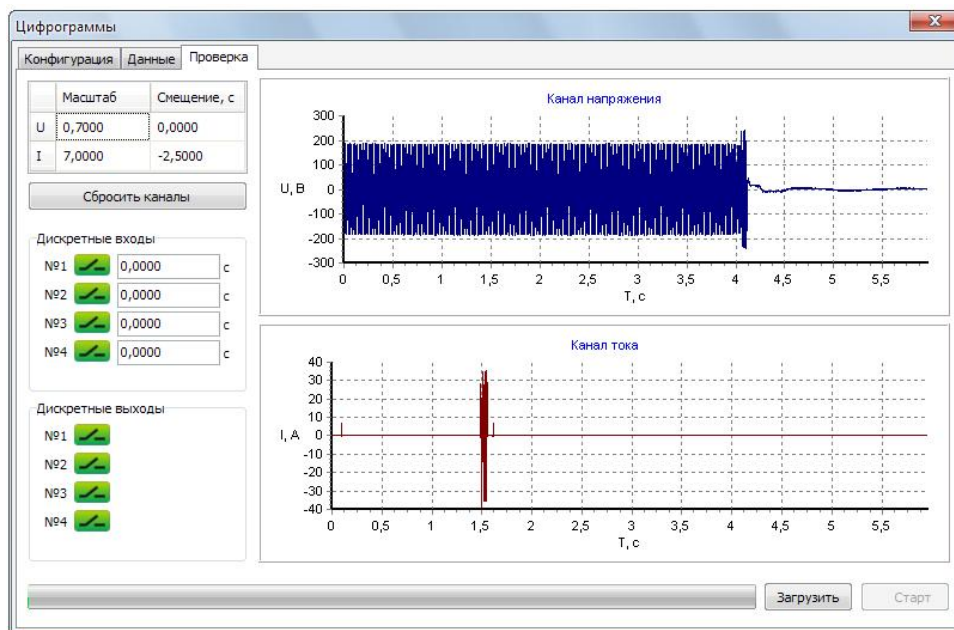 Цифрограммы
Конфигурация Данные Проверка
Масштаб Смещение, с
U 0,7000 0,0000
I 7,0000 -2,5000
Сбросить каналы
Дискретные входы
№1 0,0000 с
№2 0,0000 с
№3 0,0000 с
№4 0,0000 с
Дискретные выходы
№1
№2
№3
№4
Канал напряжения
300
200
100
U, В 0
-100
-200
-300
0 0,5 1 1,5 2 2,5 3 3,5 4 4,5 5 5,5
T, с
Канал тока
40
30
20
10
I, А 0
-10
-20
-30
-40
0 0,5 1 1,5 2 2,5 3 3,5 4 4,5 5 5,5
T, с
Загрузить Старт